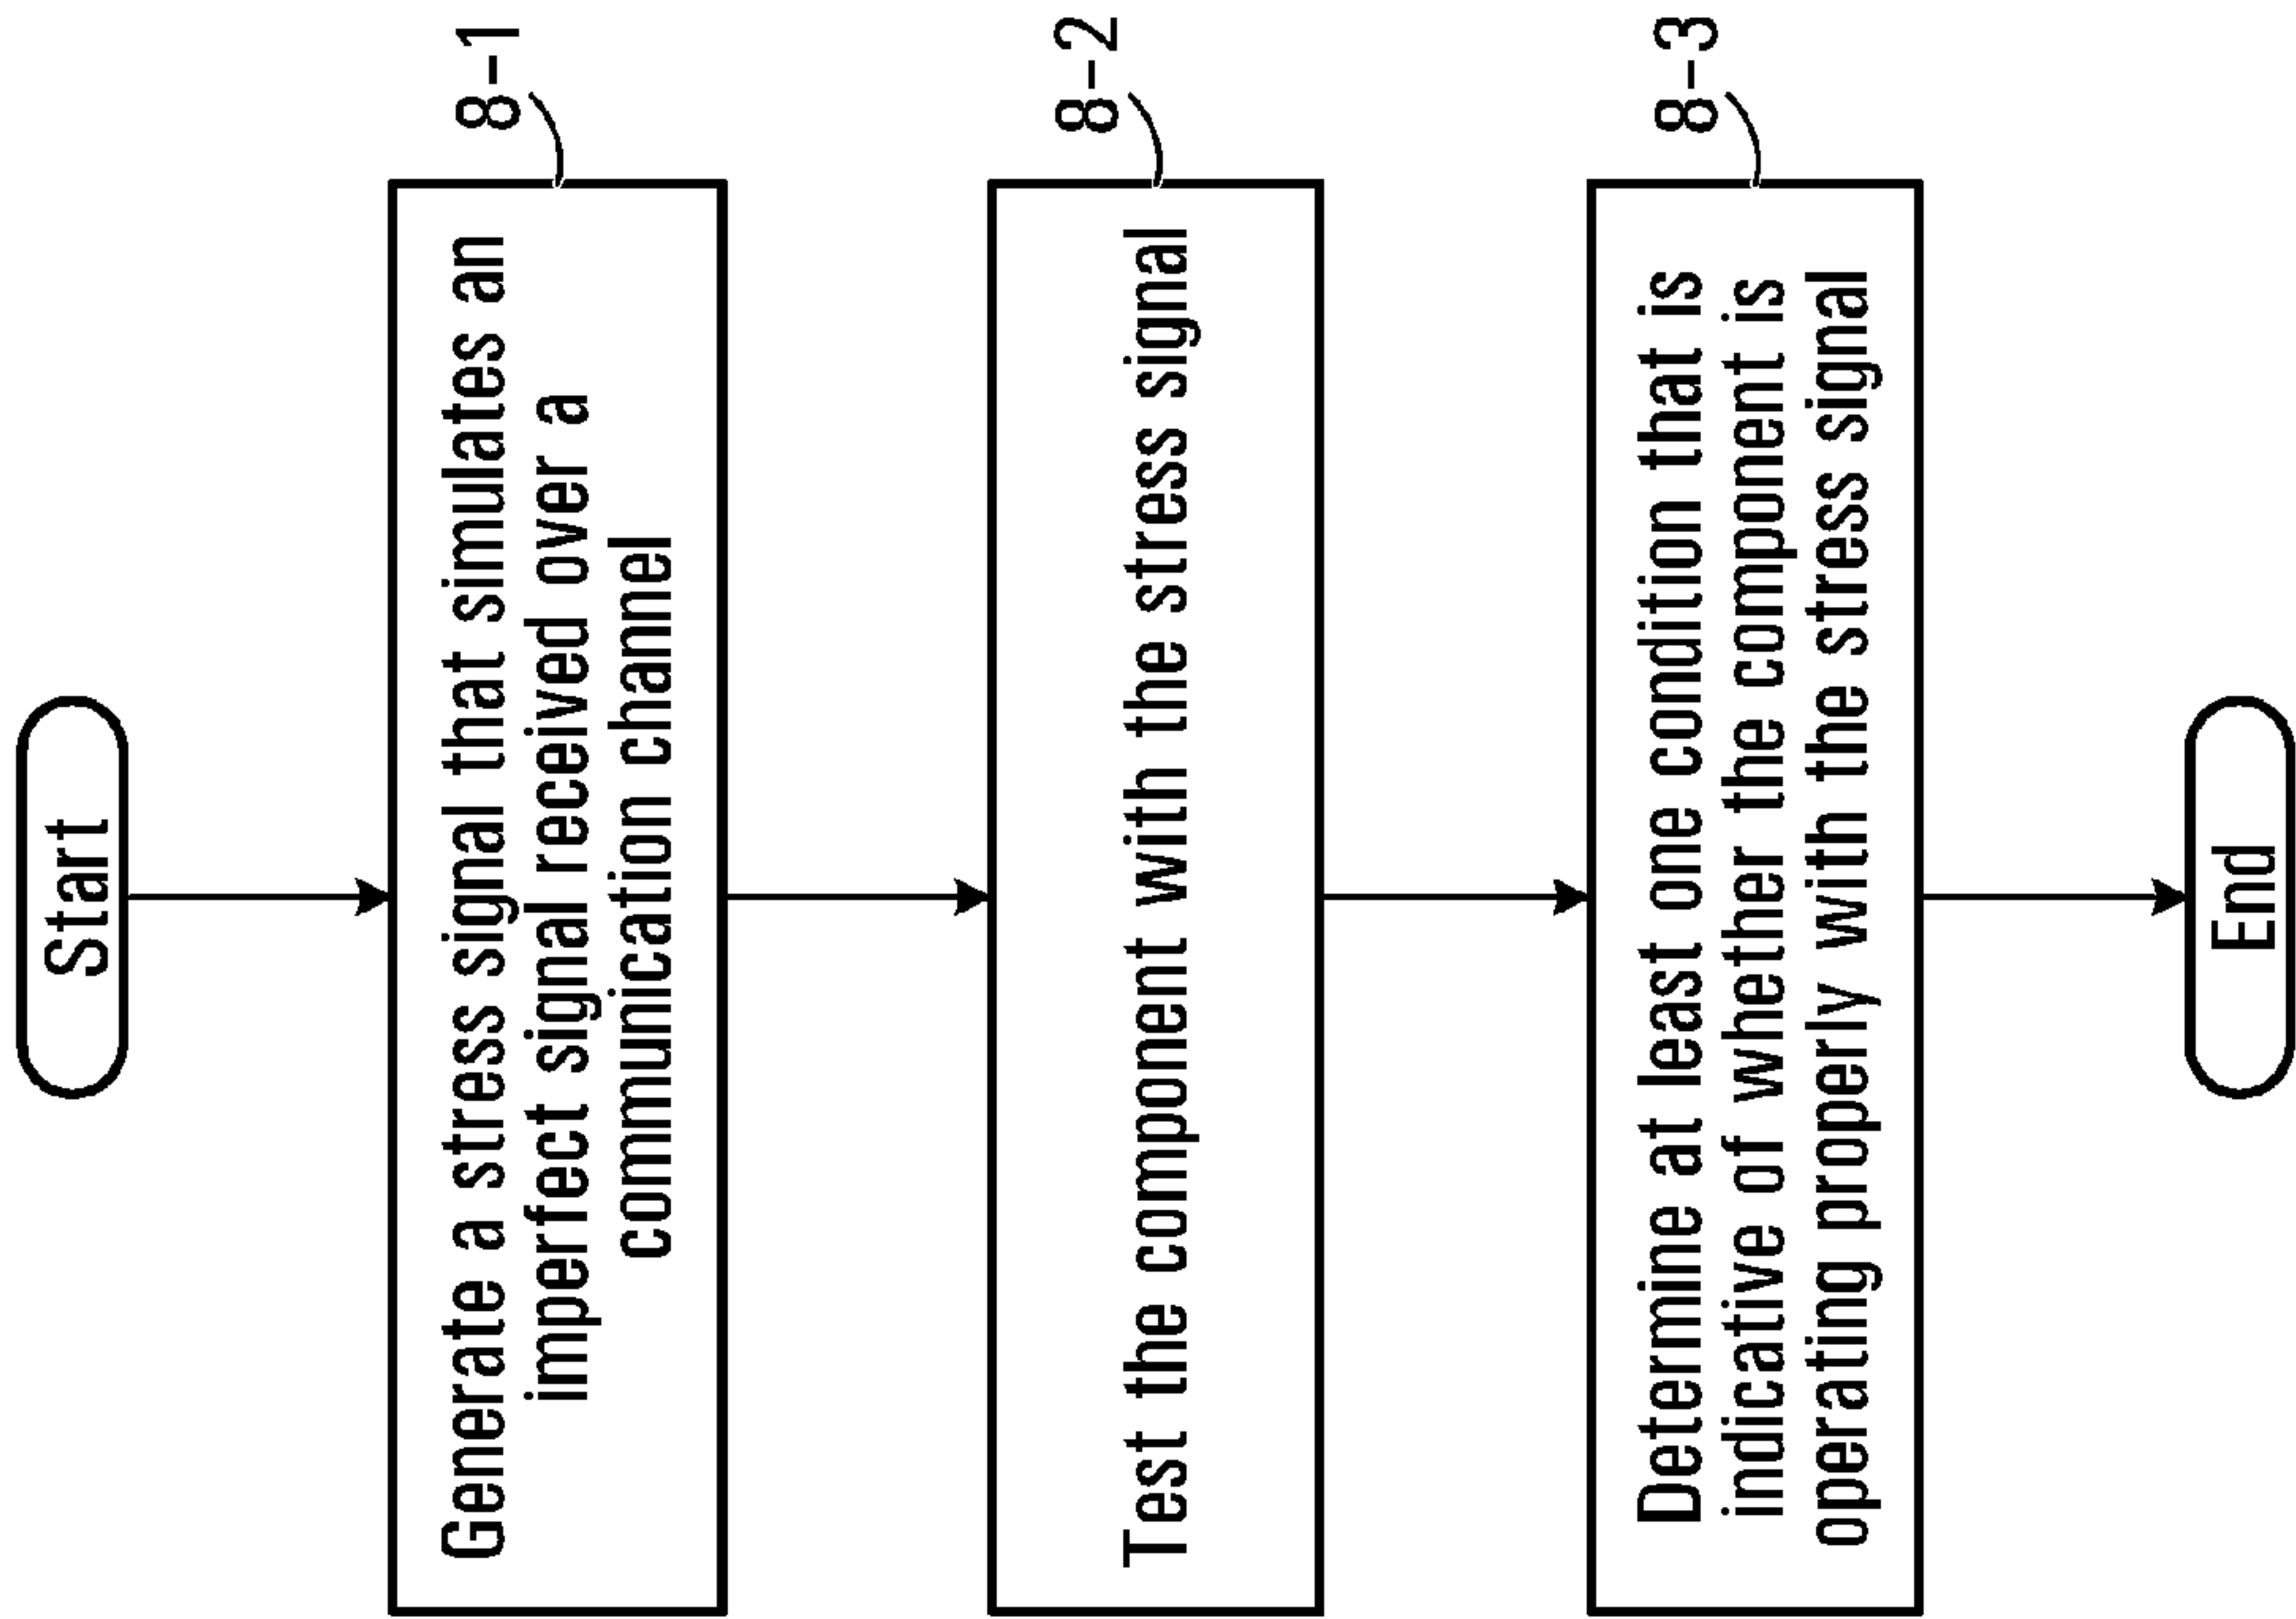 Start
8-1
Generate a stress signal that simulates an
imperfect signal received over a
communication channel
8-2
Test the component with the stress signal
8-3
Determine at least one condition that is
indicative of whether the component is
operating properly with the stress signal
End